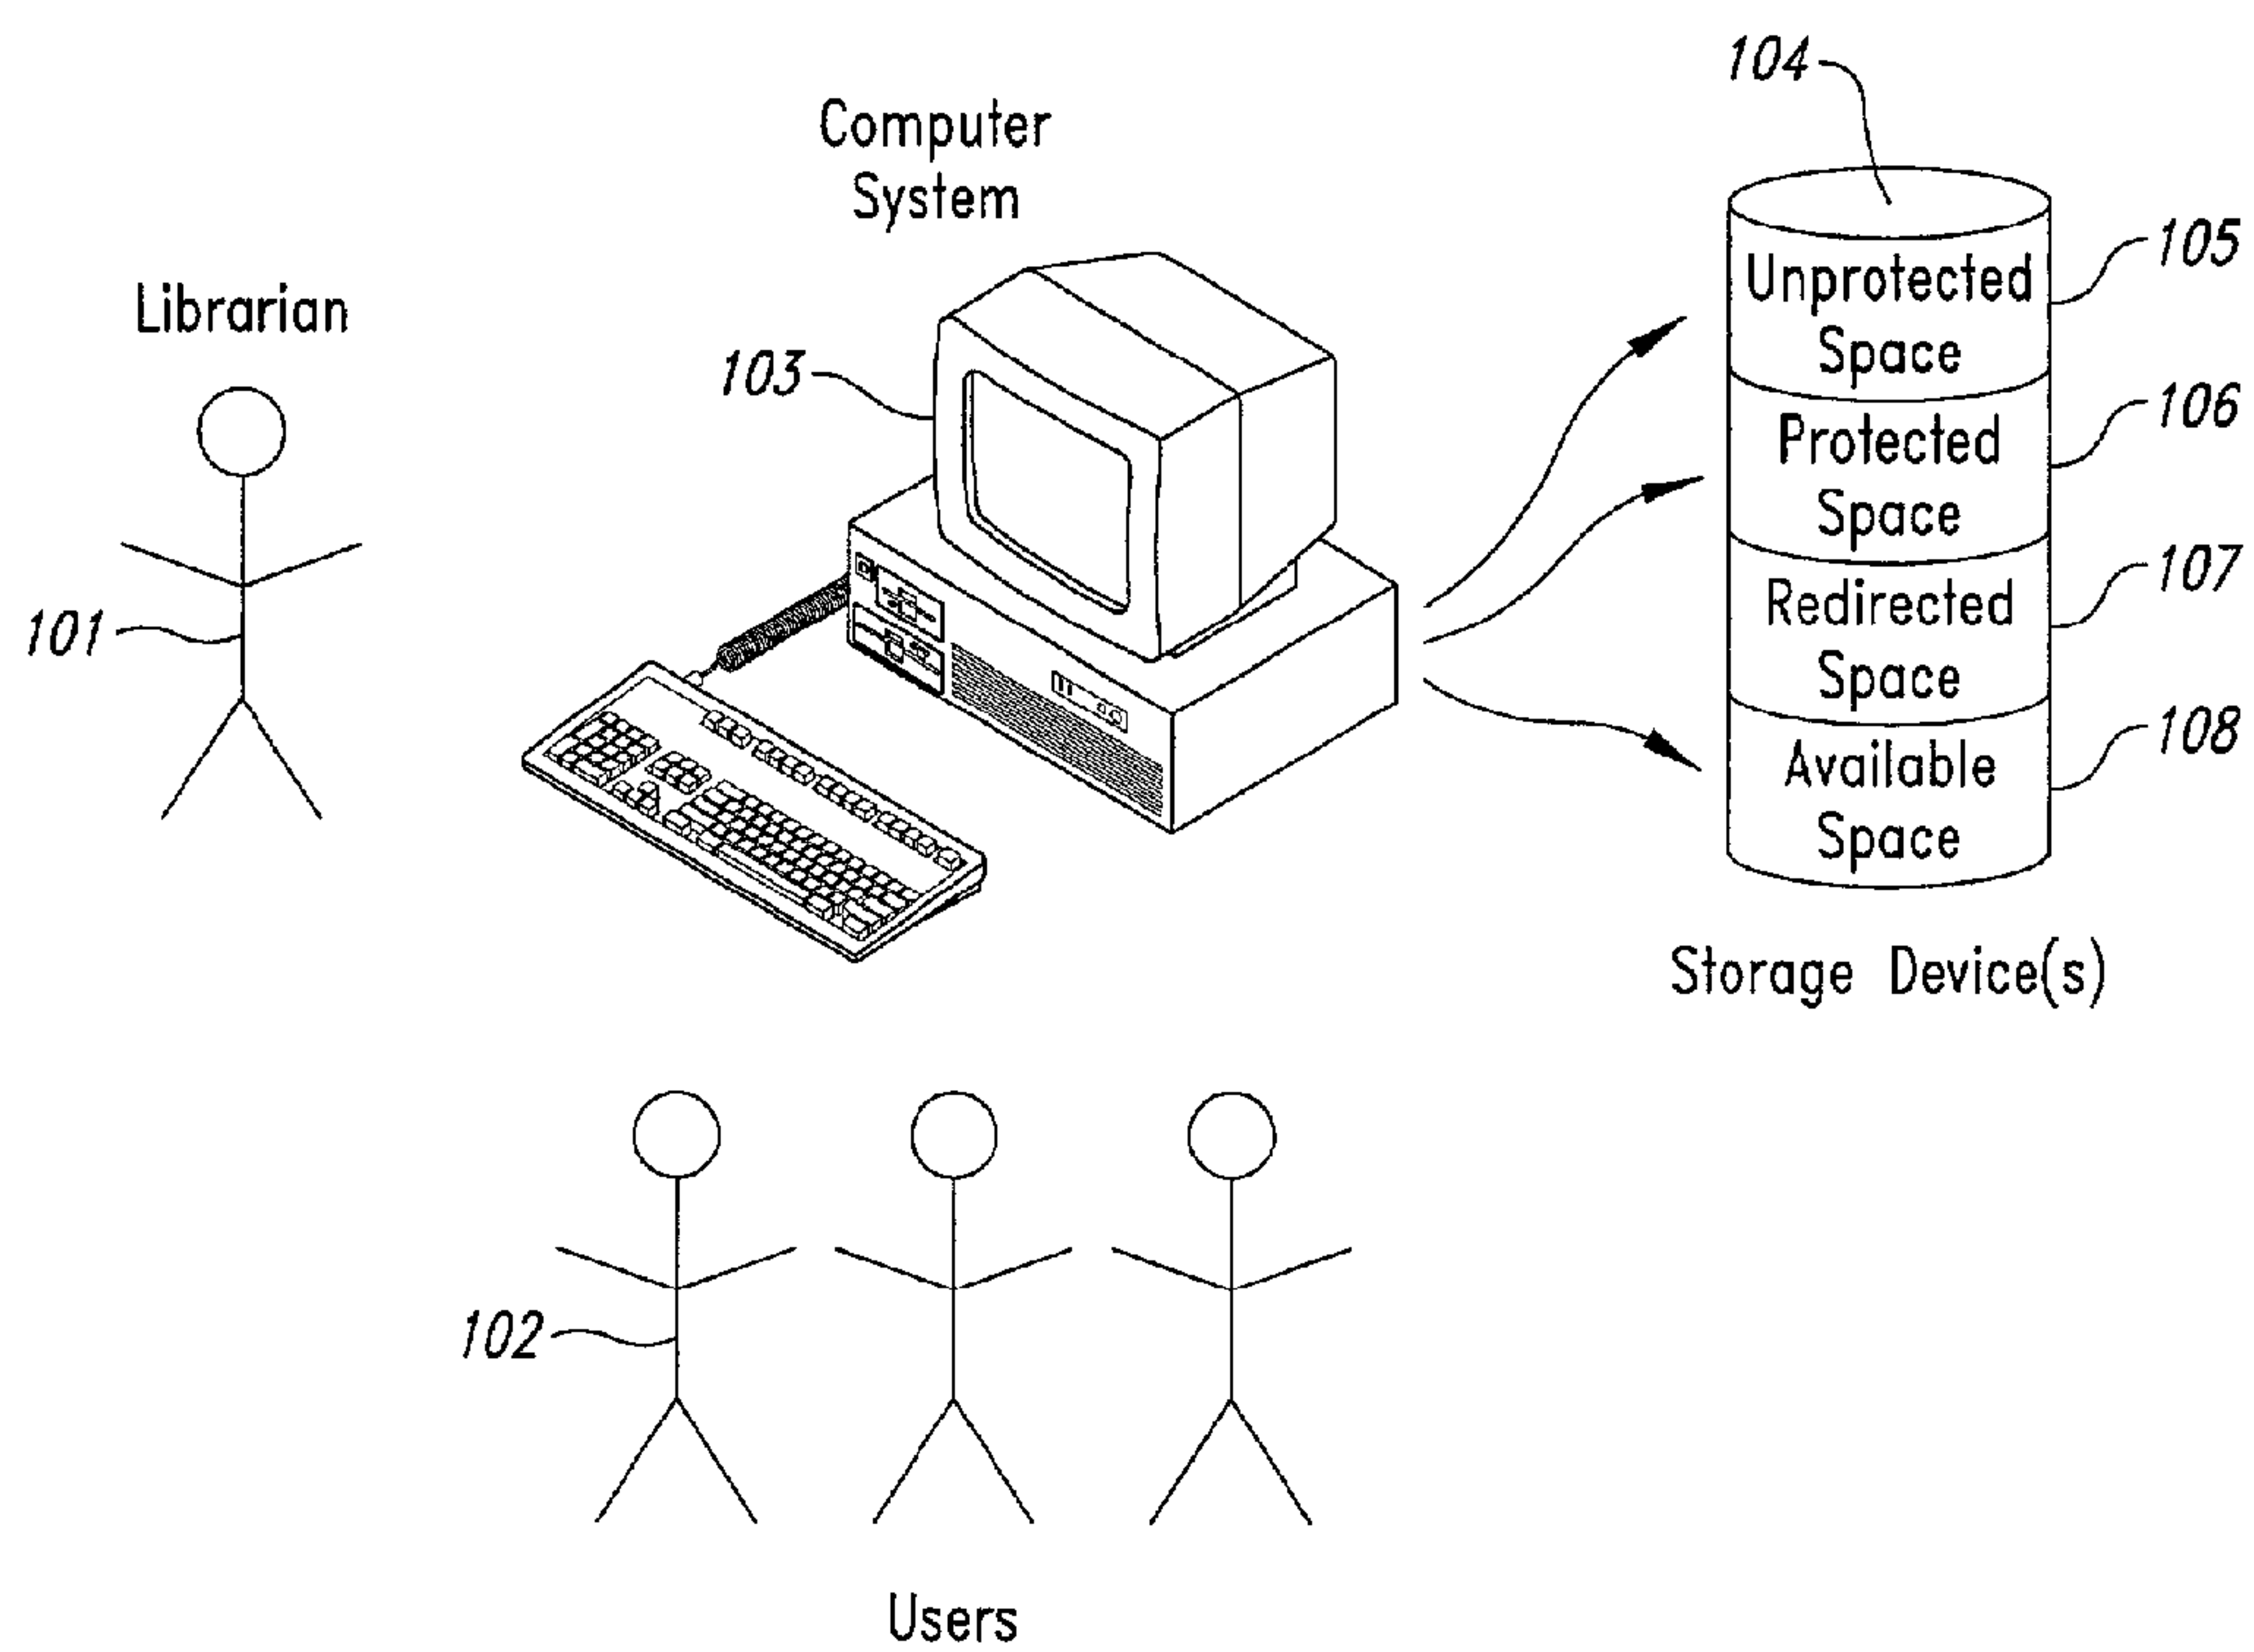 104
Computer
System
105
Unprotected
Space
Librarian
103
106
Protected
Space
107
Redirected
Space
101
108
Available
Space
Storage Device(s)
102
Users